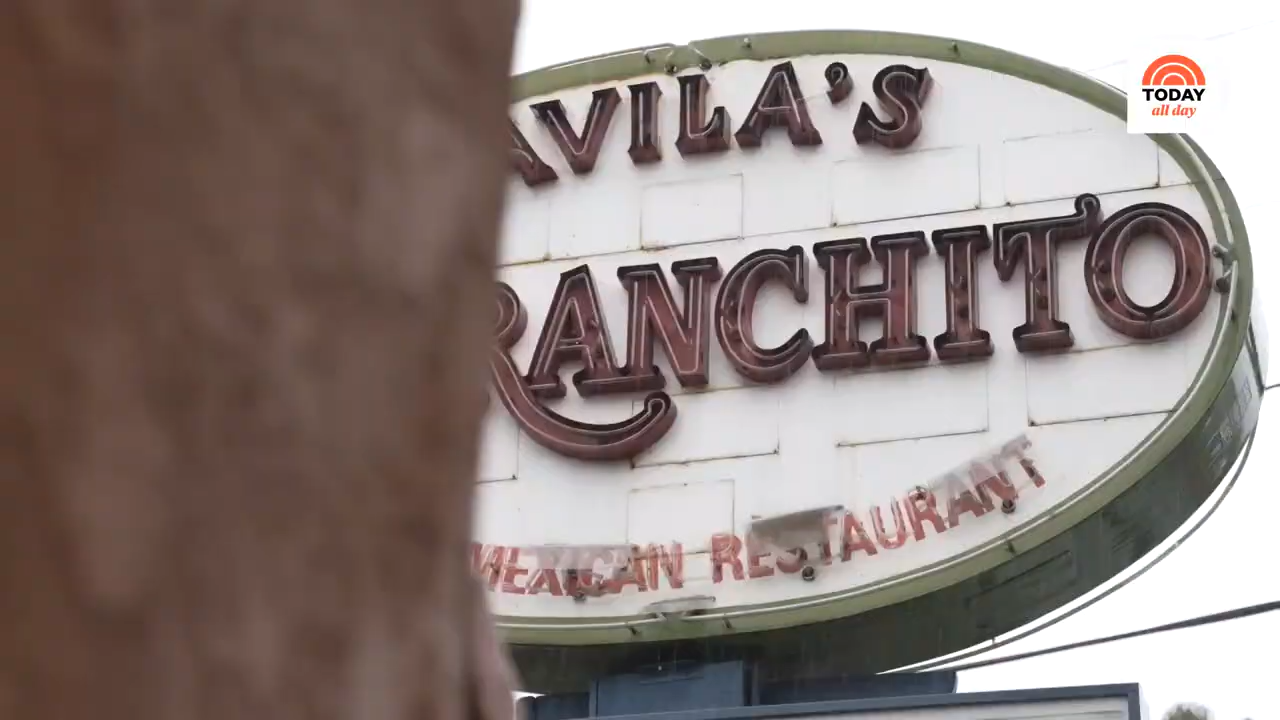 AVILA'S
RANCHITO
MEXICAN RESTAURANT
TODAY
all day